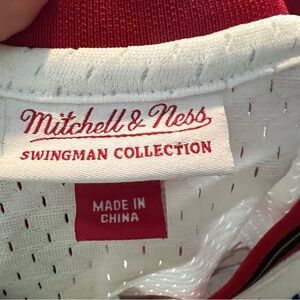 Mitchell & Ness
SWINGMAN COLLECTION
MADE IN
CHINA